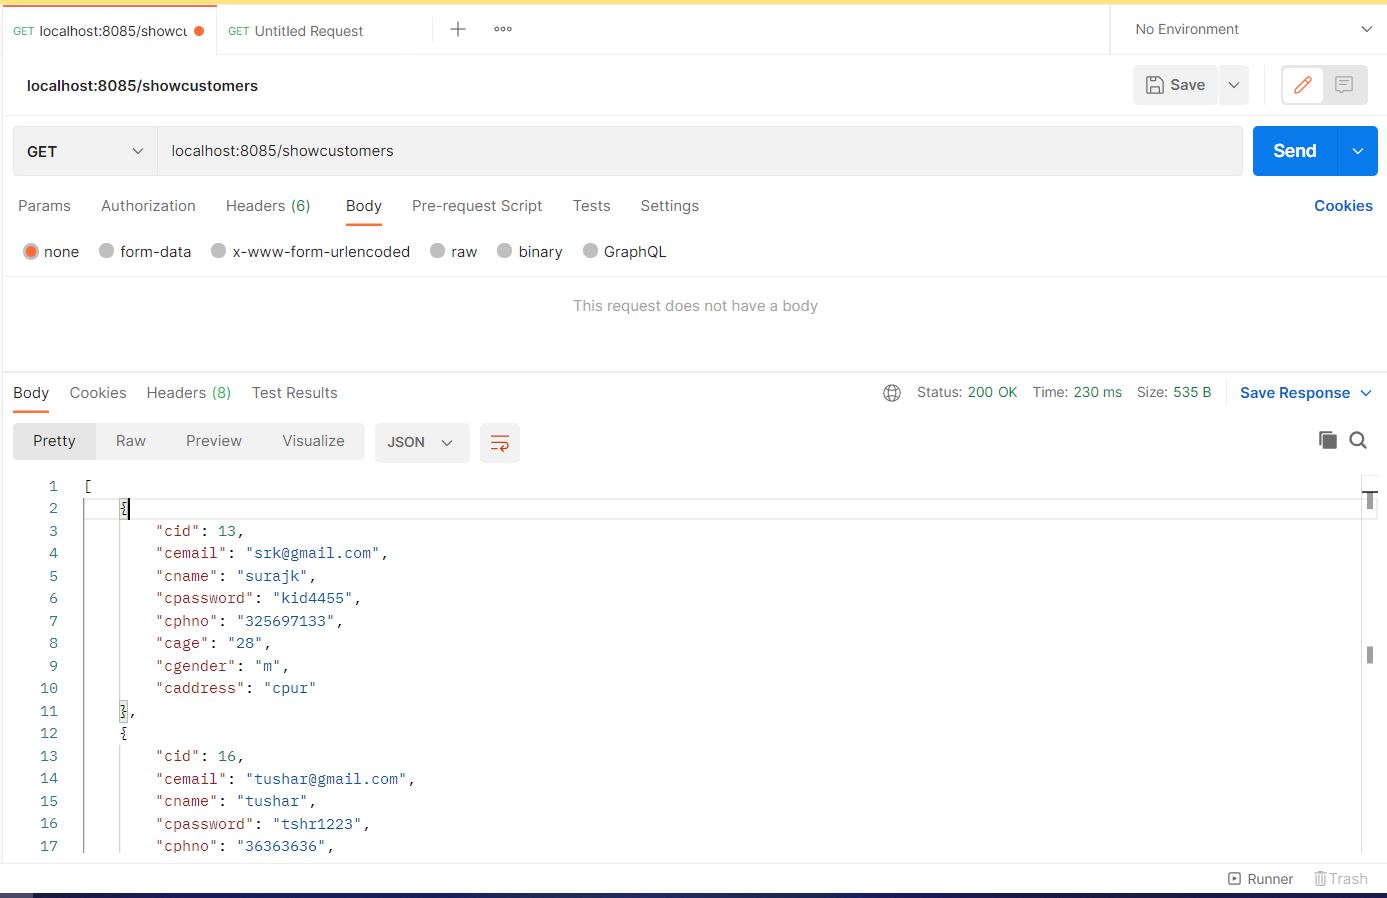 GET localhost:8085/showcu GET Untitled Request No Environment
localhost:8085/showcustomers Save
GET localhost:8085/showcustomers Send
Params Authorization Headers (6) Body Pre-request Script Tests Settings Cookies
none form-data x-www-form-urlencoded raw binary GraphQL
This request does not have a body
Body Cookies Headers (8) Test Results Status: 200 OK Time: 230 ms Size: 535 B Save Response
Pretty Raw Preview Visualize JSON
1 [
2 {
3 "cid": 13,
4 "cemail": "srk@gmail.com",
5 "cname": "surajk",
6 "cpassword": "kid4455",
7 "cphno": "325697133",
8 "cage": "28",
9 "cgender": "m",
10 "caddress": "cpur"
11 },
12 {
13 "cid": 16,
14 "cemail": "tushar@gmail.com",
15 "cname": "tushar",
16 "cpassword": "tshr1223",
17 "cphno": "36363636",
Runner Trash